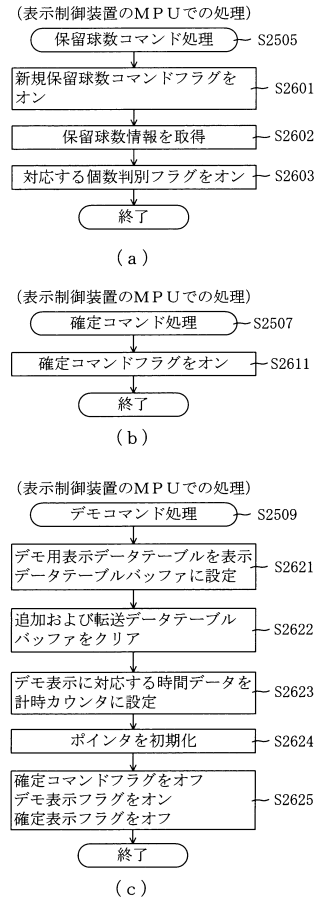 (表示制御装置のＭＰＵでの処理)
保留球数コマンド処理 S2505
新規保留球数コマンドフラグを
オン
S2601
保留球数情報を取得 S2602
対応する個数判別フラグをオン S2603
終了
(ａ)
(表示制御装置のＭＰＵでの処理)
確定コマンド処理 S2507
確定コマンドフラグをオン S2611
終了
(ｂ)
(表示制御装置のＭＰＵでの処理)
デモコマンド処理 S2509
デモ用表示データテーブルを表示
データテーブルバッファに設定
S2621
追加および転送データテーブル
バッファをクリア
S2622
デモ表示に対応する時間データを
計時カウンタに設定
S2623
ポインタを初期化 S2624
確定コマンドフラグをオフ
デモ表示フラグをオン
確定表示フラグをオフ
S2625
終了
(ｃ)